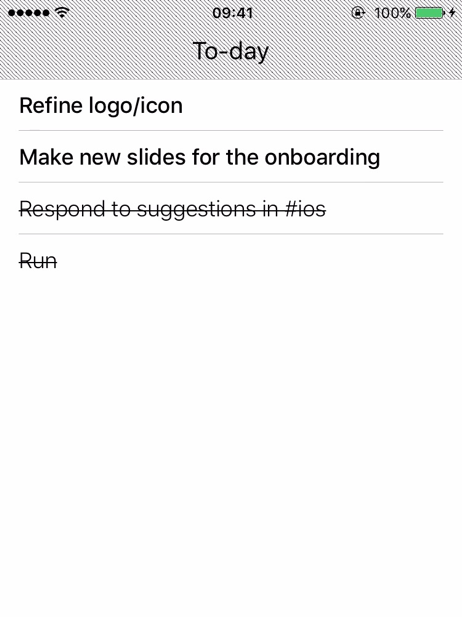 09:41
100%
To-day
Refine logo/icon
Make new slides for the onboarding
Respond to suggestions in #ios
Run